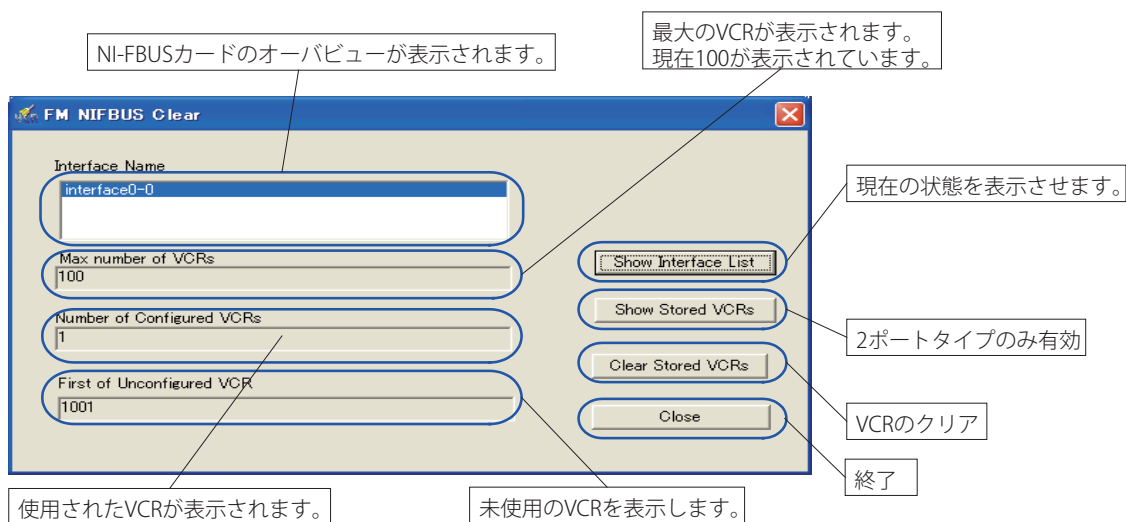 NI-FBUSカードのオーバビューが表示されます。
最大のVCRが表示されます。
現在100が表示されています。
FM NIFBUS Clear
Interface Name
interface0-0
現在の状態を表示させます。
Max number of VCRs
100
Show Interface List
Number of Configured VCRs
1
Show Stored VCRs
2ポートタイプのみ有効
First of Unconfigured VCR
1001
Clear Stored VCRs
VCRのクリア
Close
終了
使用されたVCRが表示されます。
未使用のVCRを表示します。